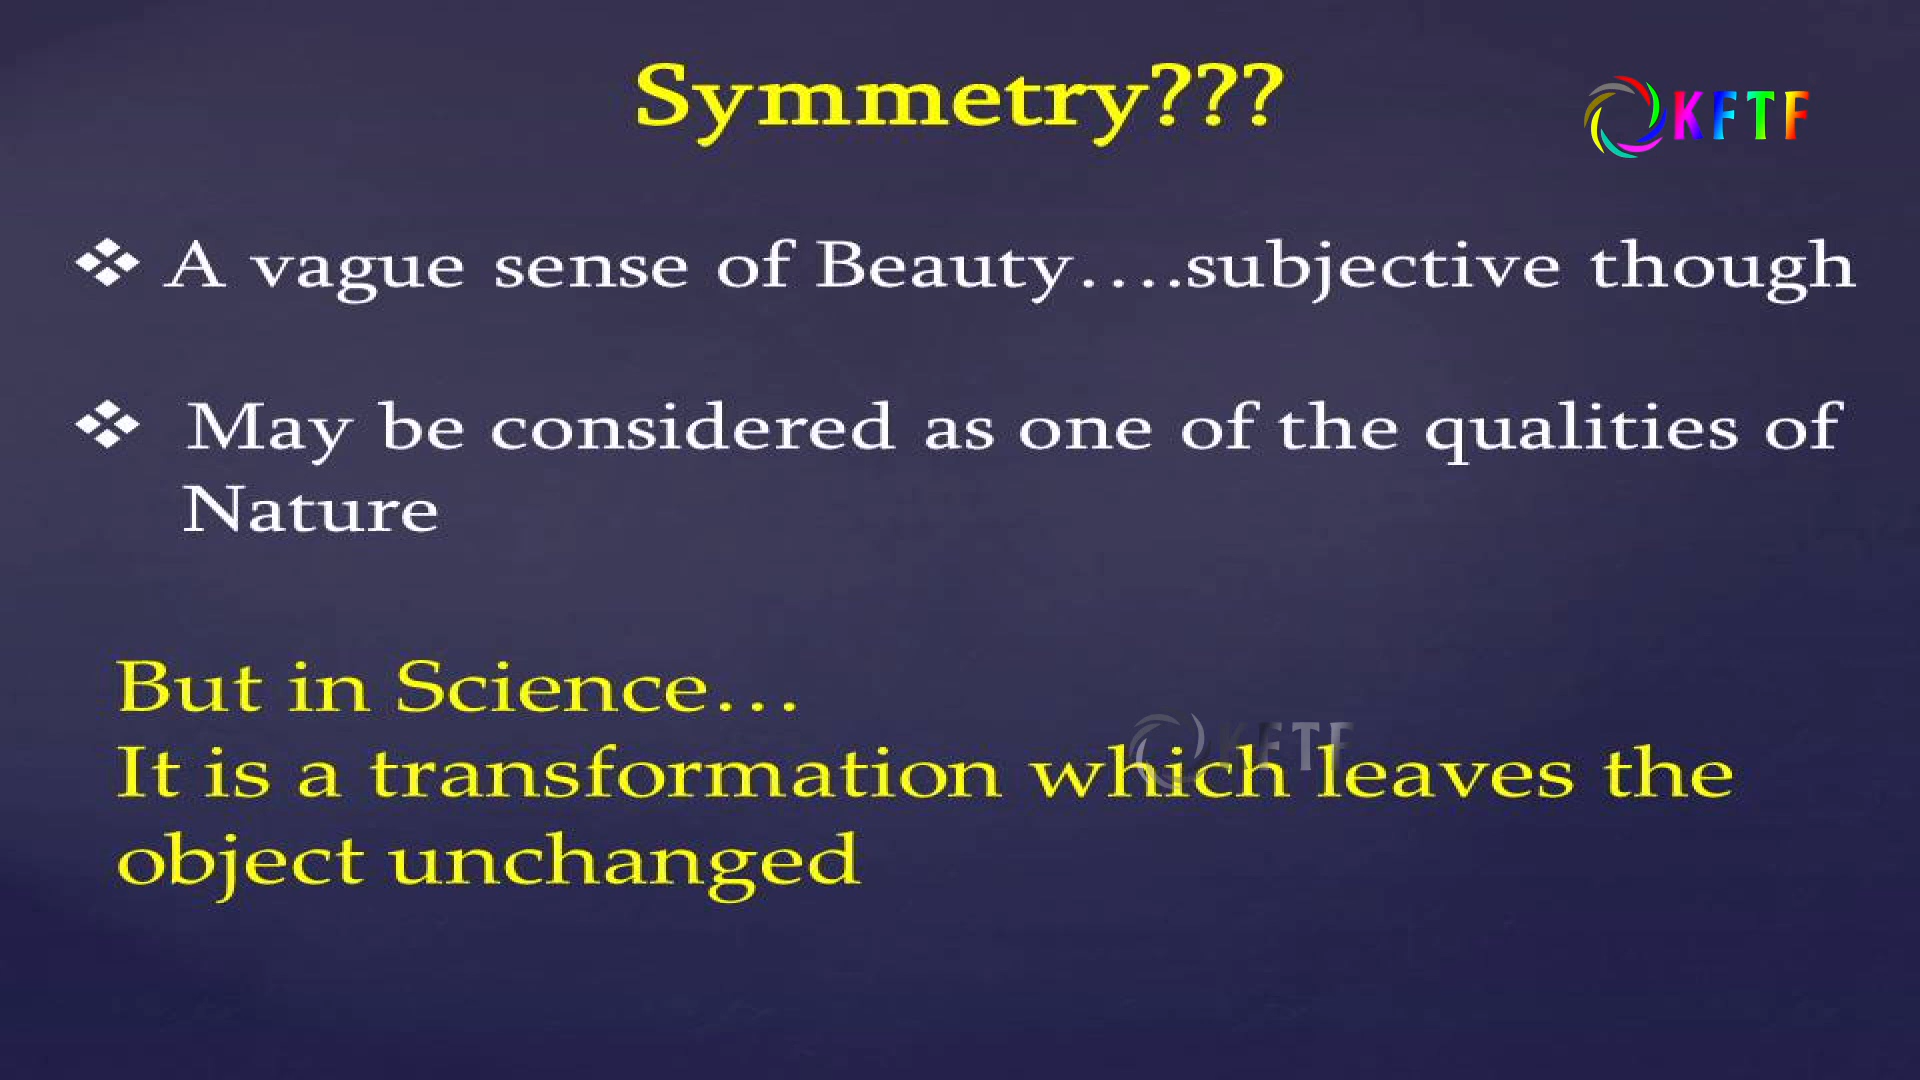 Symmetry???
KFTF
❖ A vague sense of Beauty....subjective though
❖ May be considered as one of the qualities of
Nature
But in Science...
It is a transformation which leaves the
object unchanged
KFTF